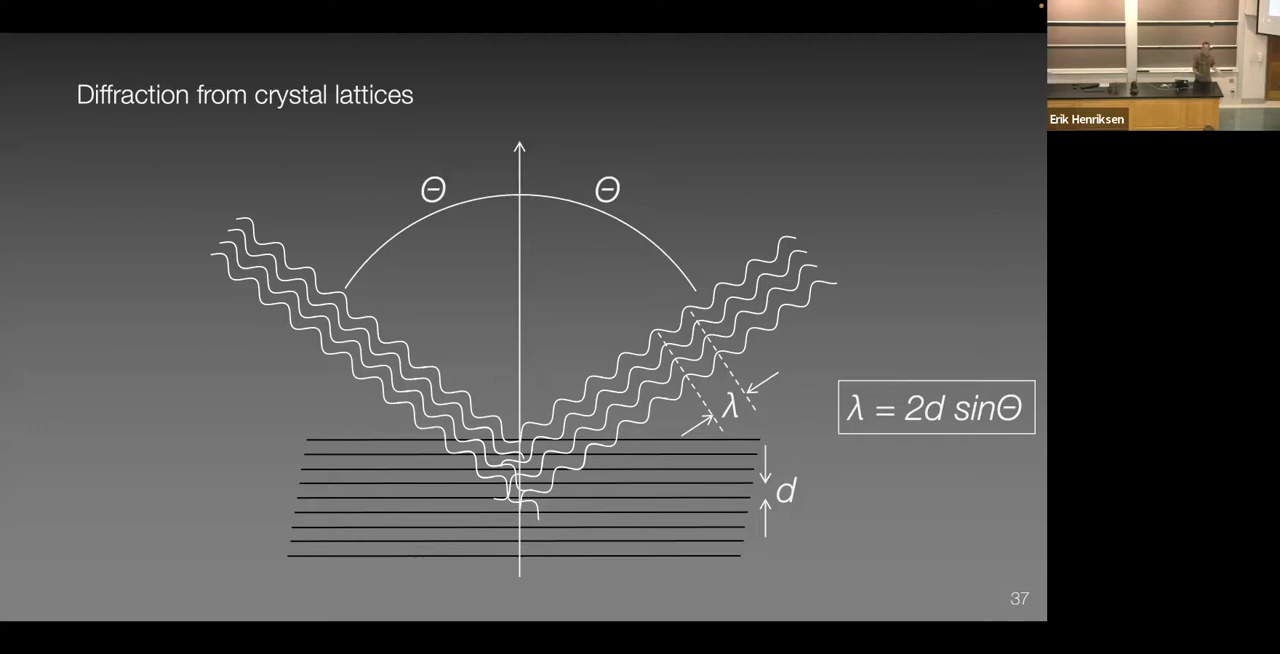 Diffraction from crystal lattices
Θ
Θ
λ
λ = 2d sinΘ
d
37
Erik Henriksen